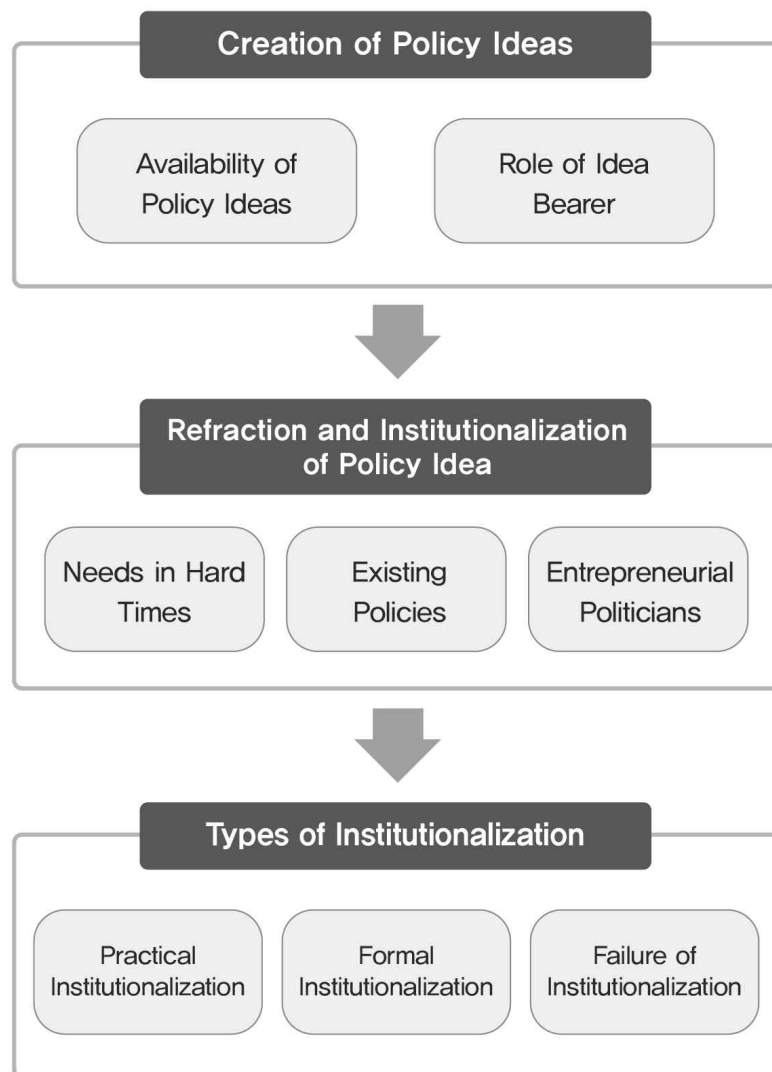 Creation of Policy Ideas
Availability of
Policy Ideas
Role of Idea
Bearer
Refraction and Institutionalization
of Policy Idea
Needs in Hard
Times
Existing
Policies
Entrepreneurial
Politicians
Types of Institutionalization
Practical
Institutionalization
Formal
Institutionalization
Failure of
Institutionalization